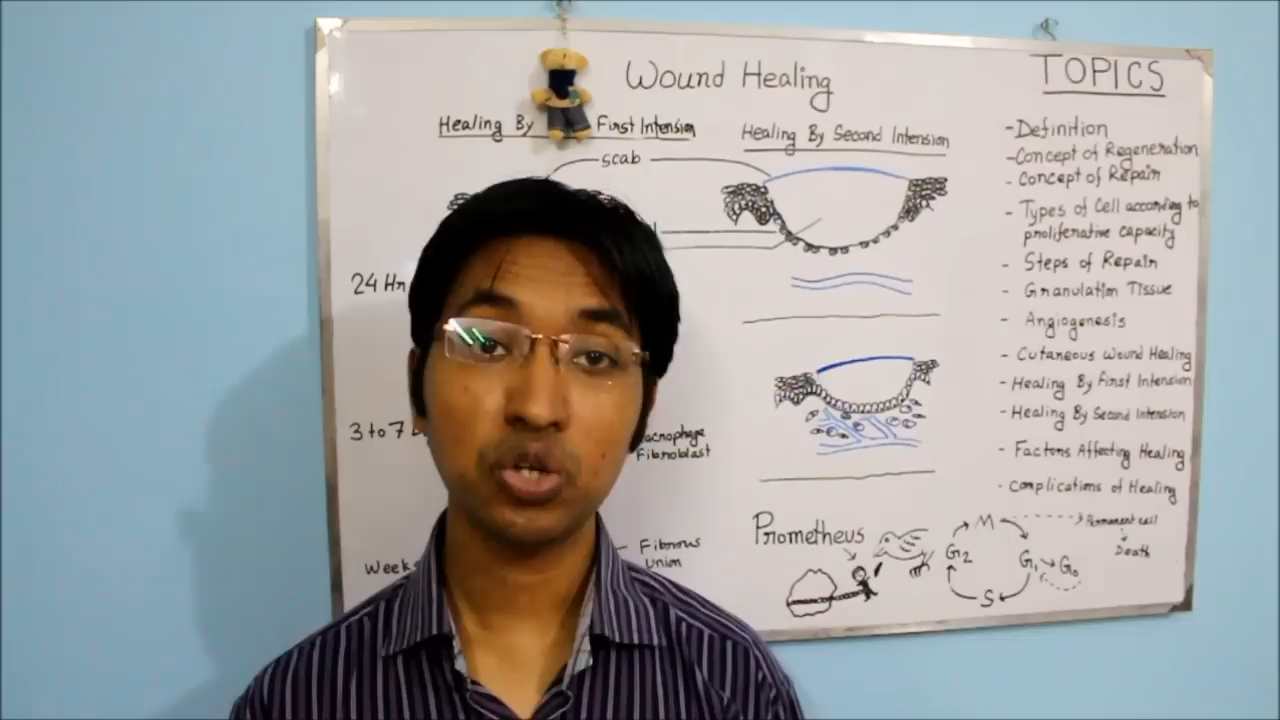 Wound Healing
Healing By First Intension
Healing By Second Intension
scab
24 Hr
3 to 7
Fibroblast
Weeks
Fibrous
Union
Prometheus
M
G1
G0
S
G2
Permanent cell
Death
TOPICS
- Definition
- Concept of Regeneration
- Concept of Repair
- Types of Cell according to
proliferative capacity
- Steps of Repair
- Granulation Tissue
- Angiogenesis
- Cutaneous Wound Healing
- Healing By First Intension
- Healing By Second Intension
- Factors Affecting Healing
- Complications of Healing